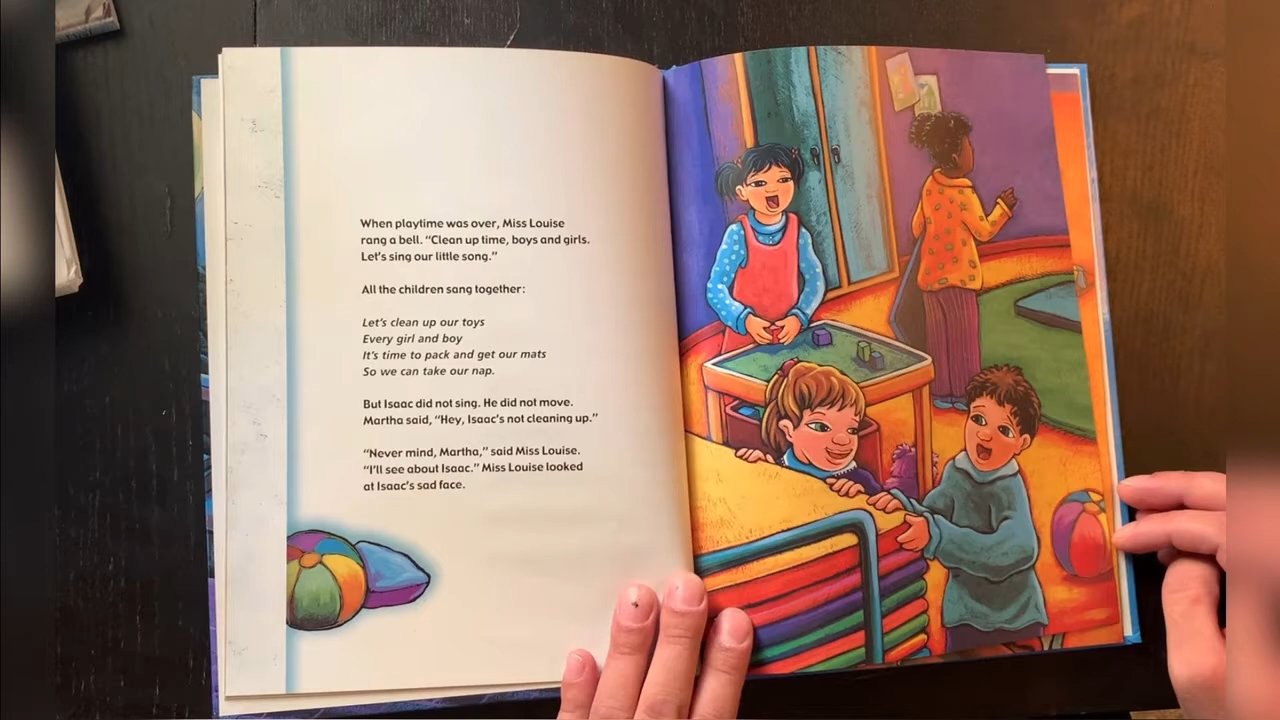 When playtime was over, Miss Louise
rang a bell. “Clean up time, boys and girls.
Let’s sing our little song.”
All the children sang together:
Let’s clean up our toys
Every girl and boy
It’s time to pack and get our mats
So we can take our nap.
But Isaac did not sing. He did not move.
Martha said, “Hey, Isaac’s not cleaning up.”
“Never mind, Martha,” said Miss Louise.
“I’ll see about Isaac.” Miss Louise looked
at Isaac’s sad face.